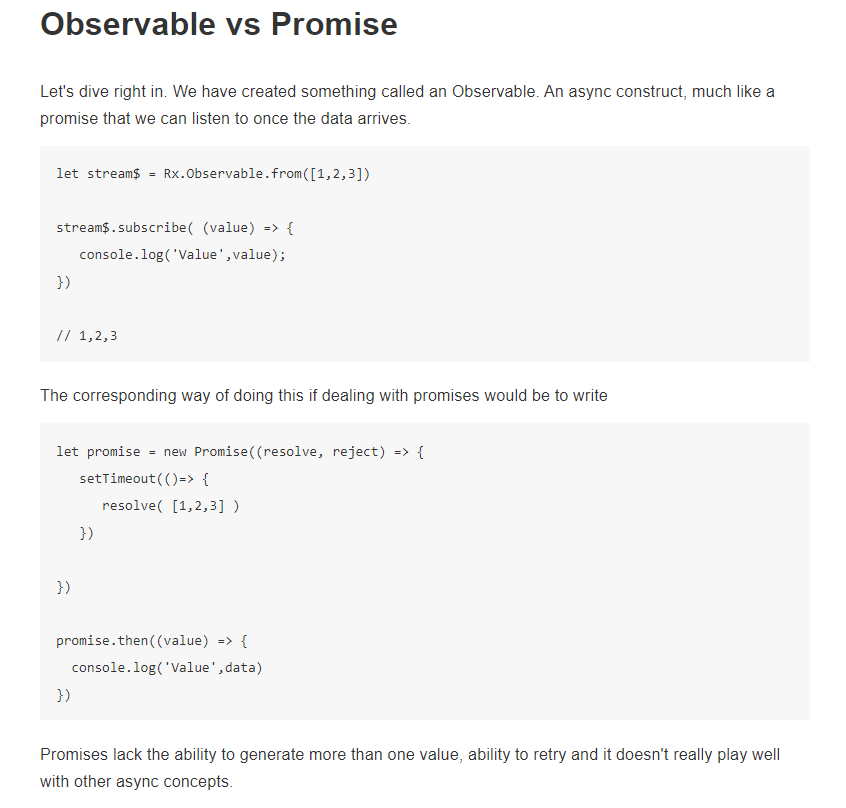 Observable vs Promise
Let's dive right in. We have created something called an Observable. An async construct, much like a
promise that we can listen to once the data arrives.
let stream$ = Rx.Observable.from([1,2,3])
stream$.subscribe( (value) => {
   console.log('Value',value);
})
// 1,2,3
The corresponding way of doing this if dealing with promises would be to write
let promise = new Promise((resolve, reject) => {
   setTimeout(()=> {
      resolve( [1,2,3] )
   })
})
promise.then((value) => {
  console.log('Value',data)
})
Promises lack the ability to generate more than one value, ability to retry and it doesn't really play well
with other async concepts.